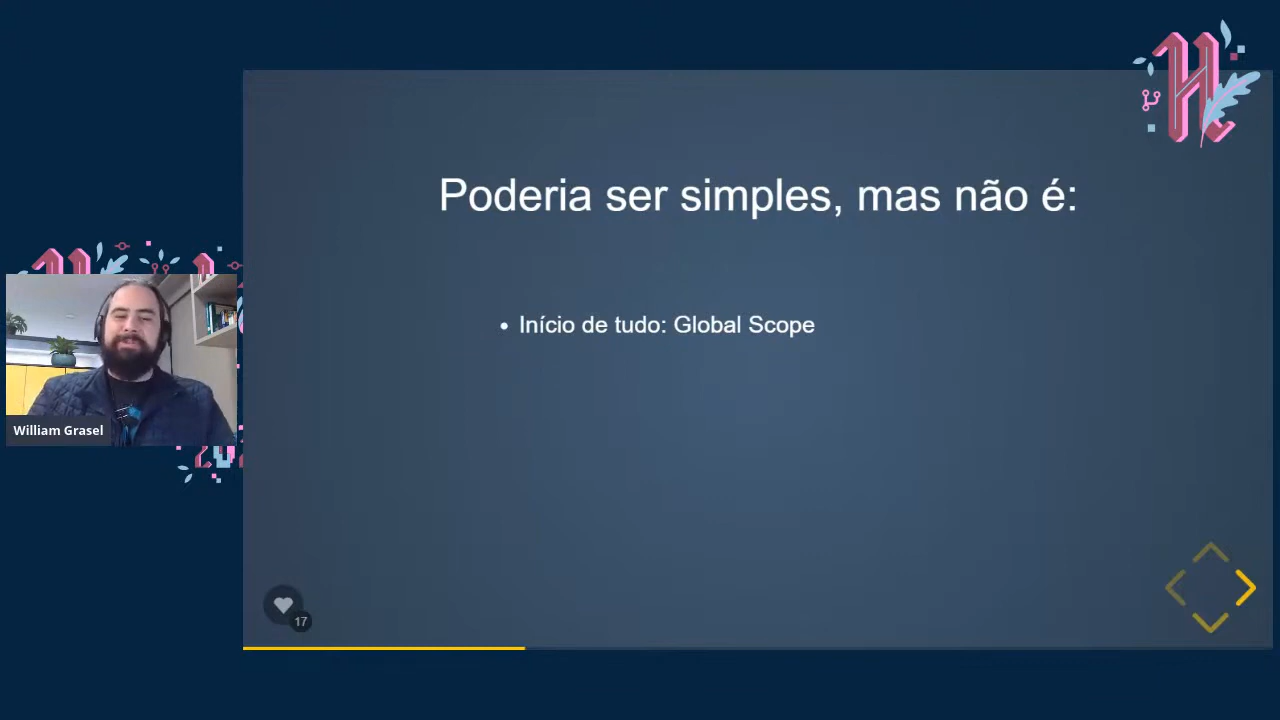 Poderia ser simples, mas não é:
• Início de tudo: Global Scope
William Grasel
17